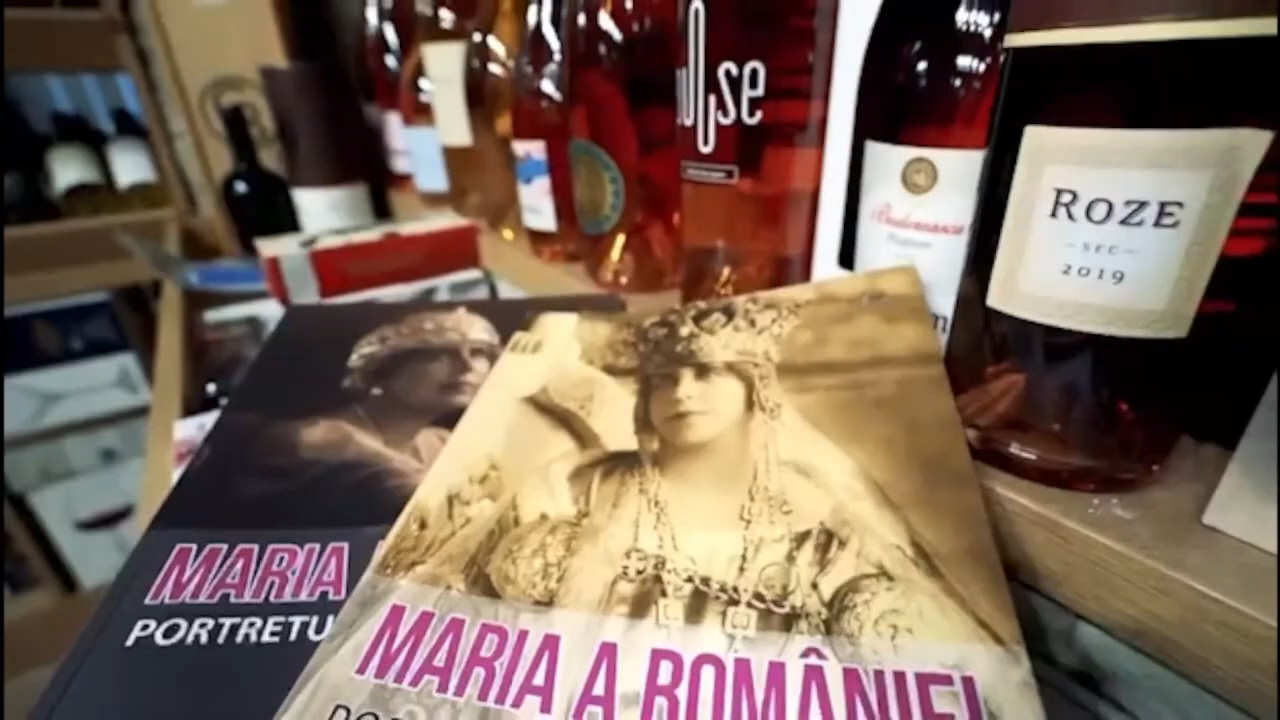 ROZE
SEC
2019
MARIA
PORTRETU
MARIA A ROMÂNIEI